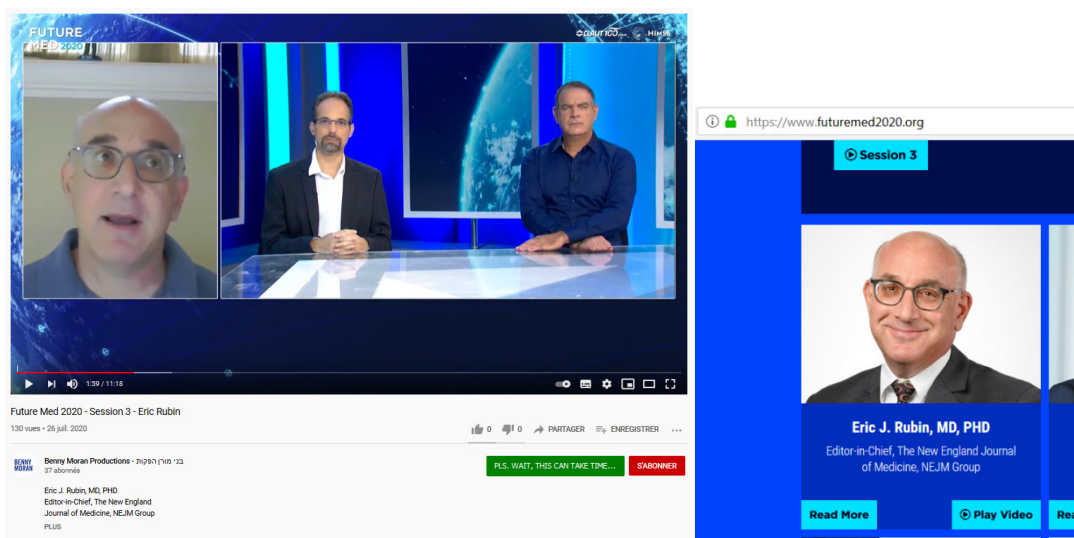 FUTURE
MED 2020
HIMSS
1:59 / 11:18
Future Med 2020 - Session 3 - Eric Rubin
130 vues • 26 juil. 2020
0
0
PARTAGER
ENREGISTRER
BENNY
MORAN
Benny Moran Productions - בני מורן הפקות
37 abonnés
PLS. WAIT, THIS CAN TAKE TIME...
S'ABONNER
Eric J. Rubin, MD, PHD
Editor-in-Chief, The New England
Journal of Medicine, NEJM Group
PLUS
https://www.futuremed2020.org
Session 3
Eric J. Rubin, MD, PHD
Editor-in-Chief, The New England Journal
of Medicine, NEJM Group
Read More
Play Video
Rea